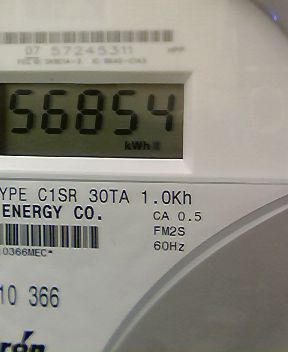 07 57245311
56854
kWh
YPE C1SR 30TA 1.0Kh
ENERGY CO.
CA 0.5
FM2S
60Hz
0366MEC*
10 366
rón